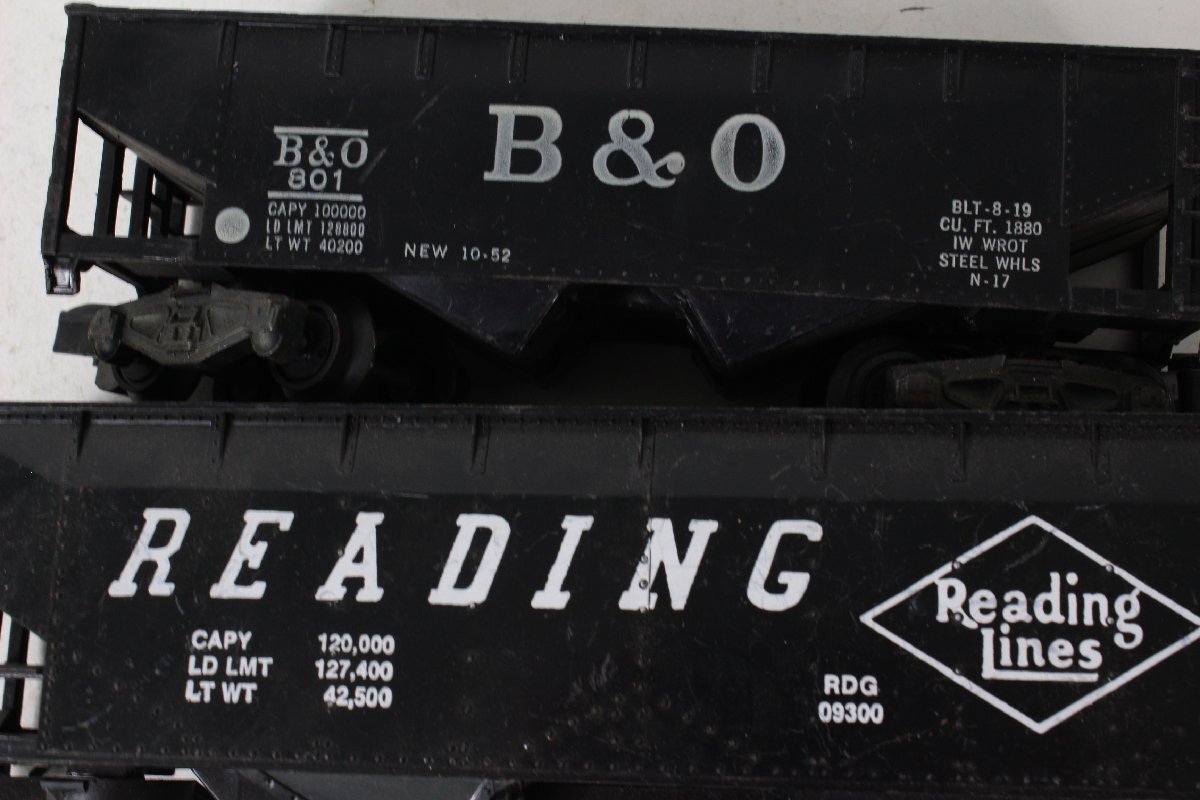 B&O
801
CAPY 100000
LD LMT 128800
LT WT 40200
NEW 10-52
B&O
BLT-8-19
CU. FT. 1880
IW WROT
STEEL WHLS
N-17
READING
CAPY 120,000
LD LMT 127,400
LT WT 42,500
RDG
09300
Reading
Lines